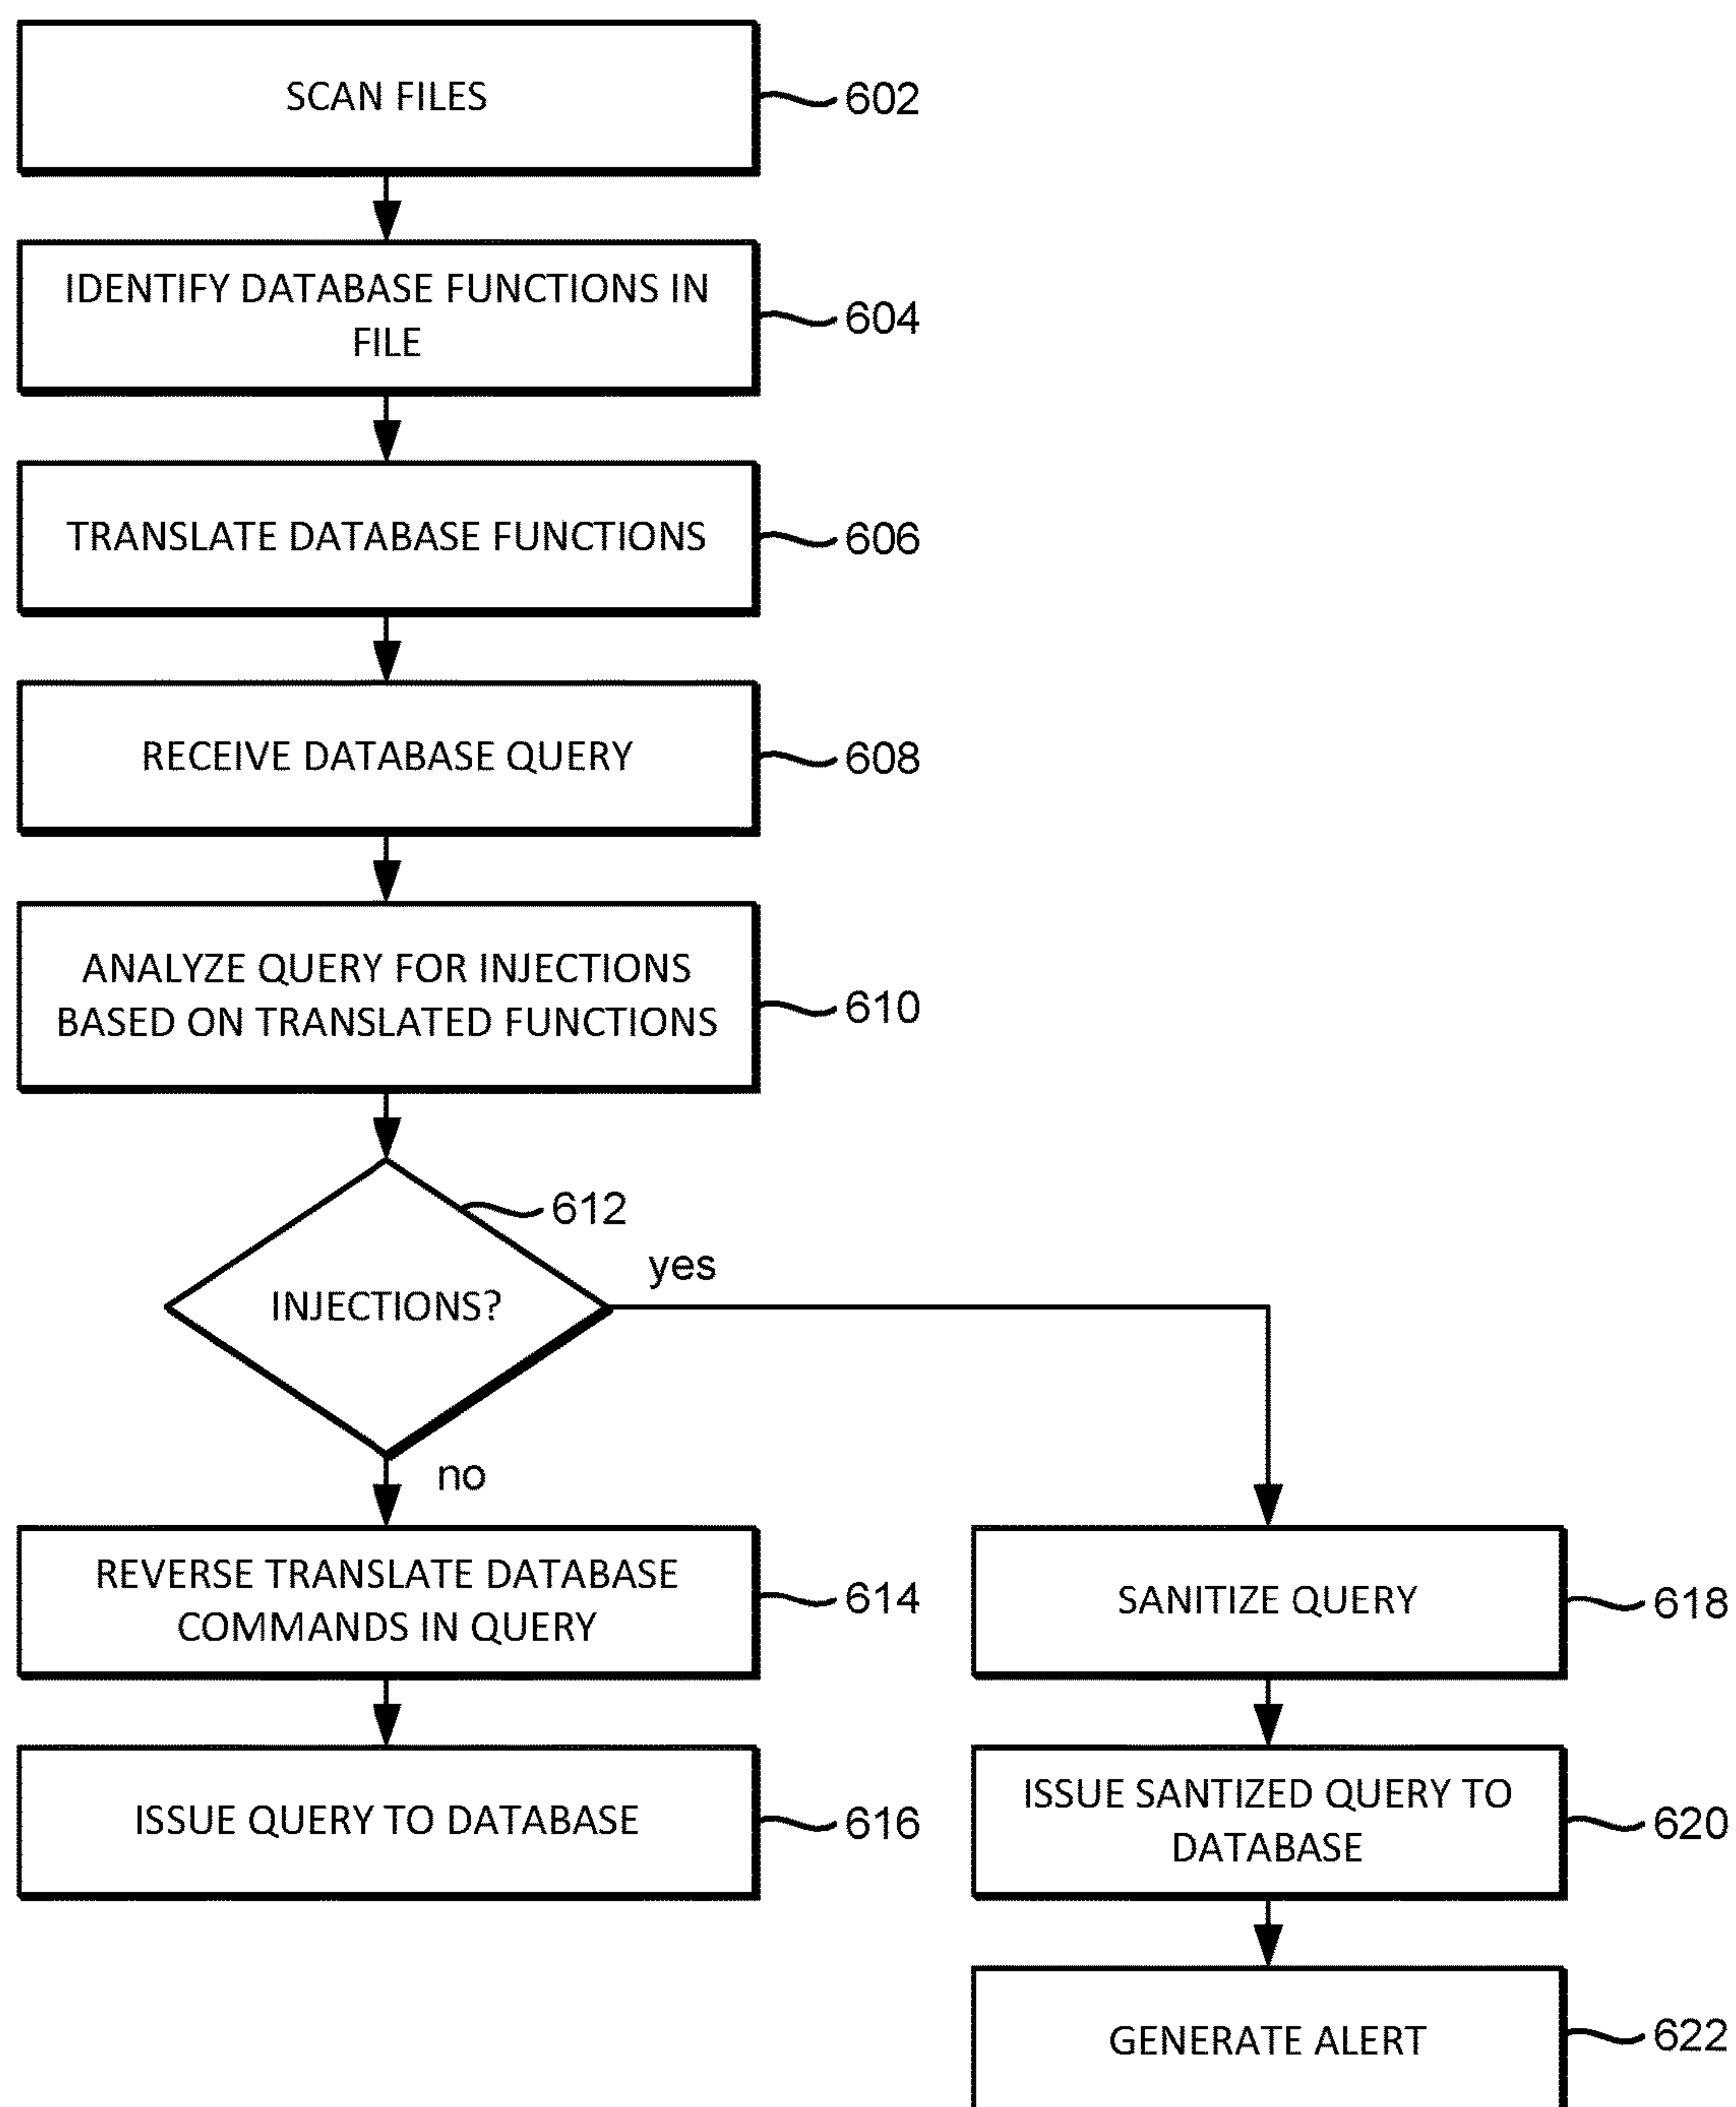 SCAN FILES
602
IDENTIFY DATABASE FUNCTIONS IN
FILE
604
TRANSLATE DATABASE FUNCTIONS
606
RECEIVE DATABASE QUERY
608
ANALYZE QUERY FOR INJECTIONS
BASED ON TRANSLATED FUNCTIONS
610
612
INJECTIONS?
yes
no
REVERSE TRANSLATE DATABASE
COMMANDS IN QUERY
614
ISSUE QUERY TO DATABASE
616
SANITIZE QUERY
618
ISSUE SANTIZED QUERY TO
DATABASE
620
GENERATE ALERT
622